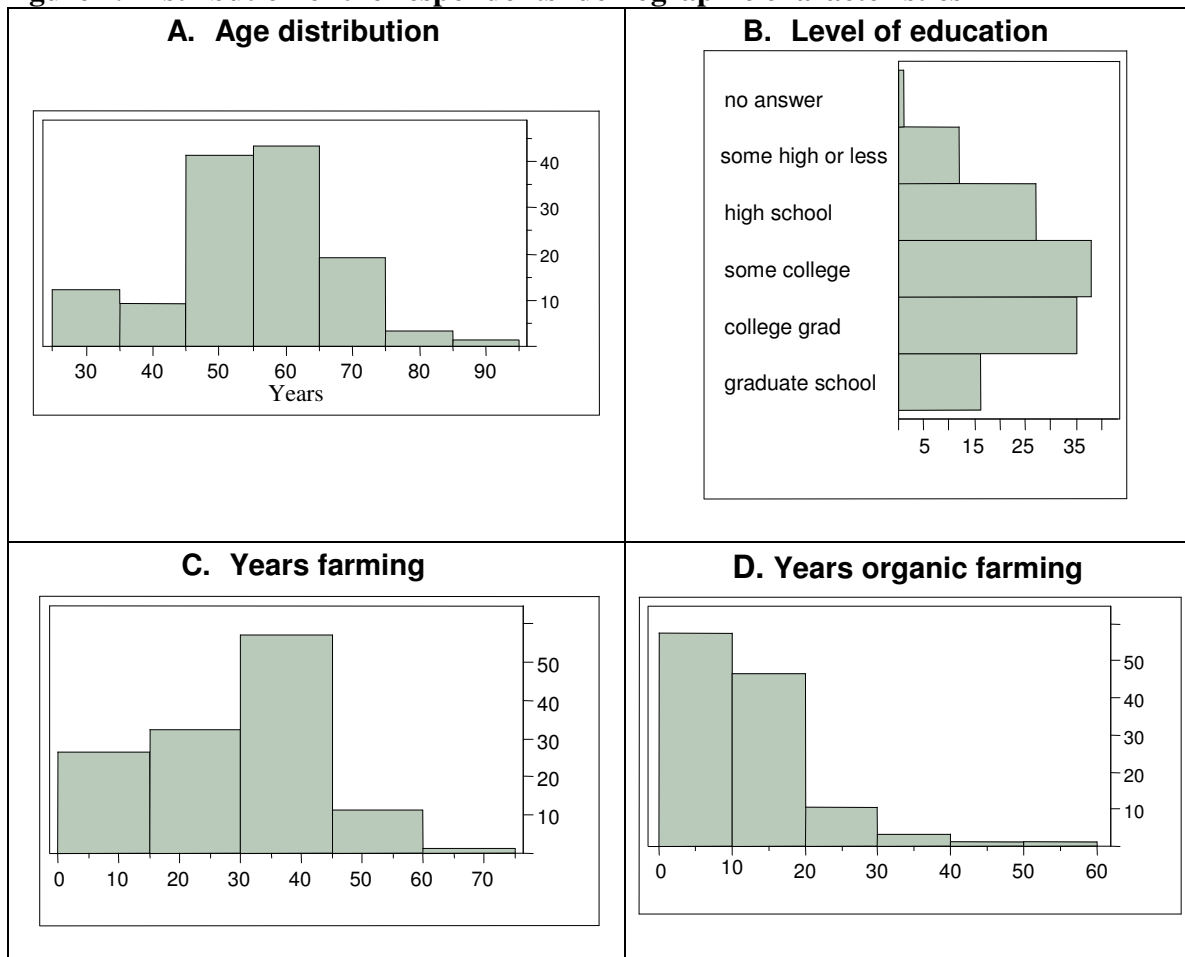 A. Age distribution
40
30
20
10
30 40 50 60 70 80 90
Years
B. Level of education
no answer
some high or less
high school
some college
college grad
graduate school
5 15 25 35
C. Years farming
50
40
30
20
10
0 10 20 30 40 50 60 70
D. Years organic farming
50
40
30
20
10
0 10 20 30 40 50 60